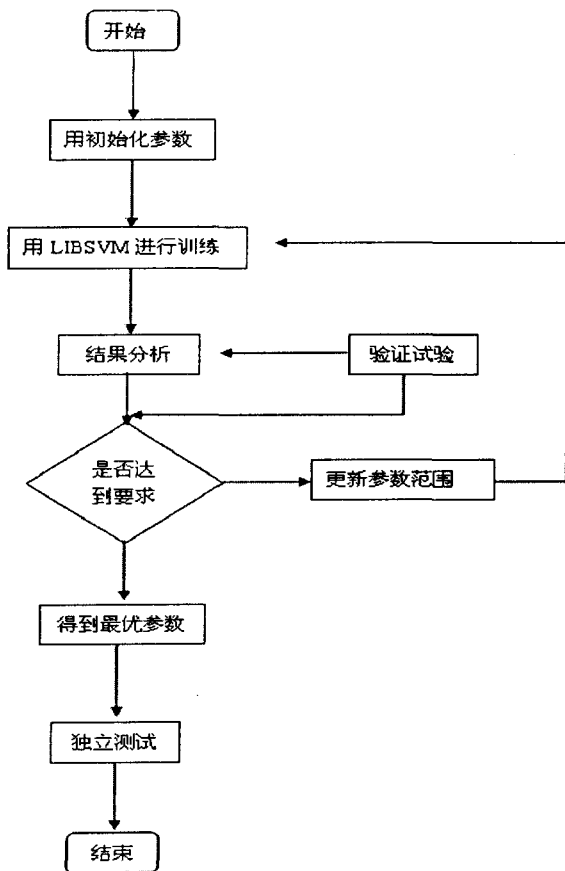 开始
用初始化参数
用 LIBSVM 进行训练
结果分析
验证试验
是否达
到要求
更新参数范围
得到最优参数
独立测试
结束